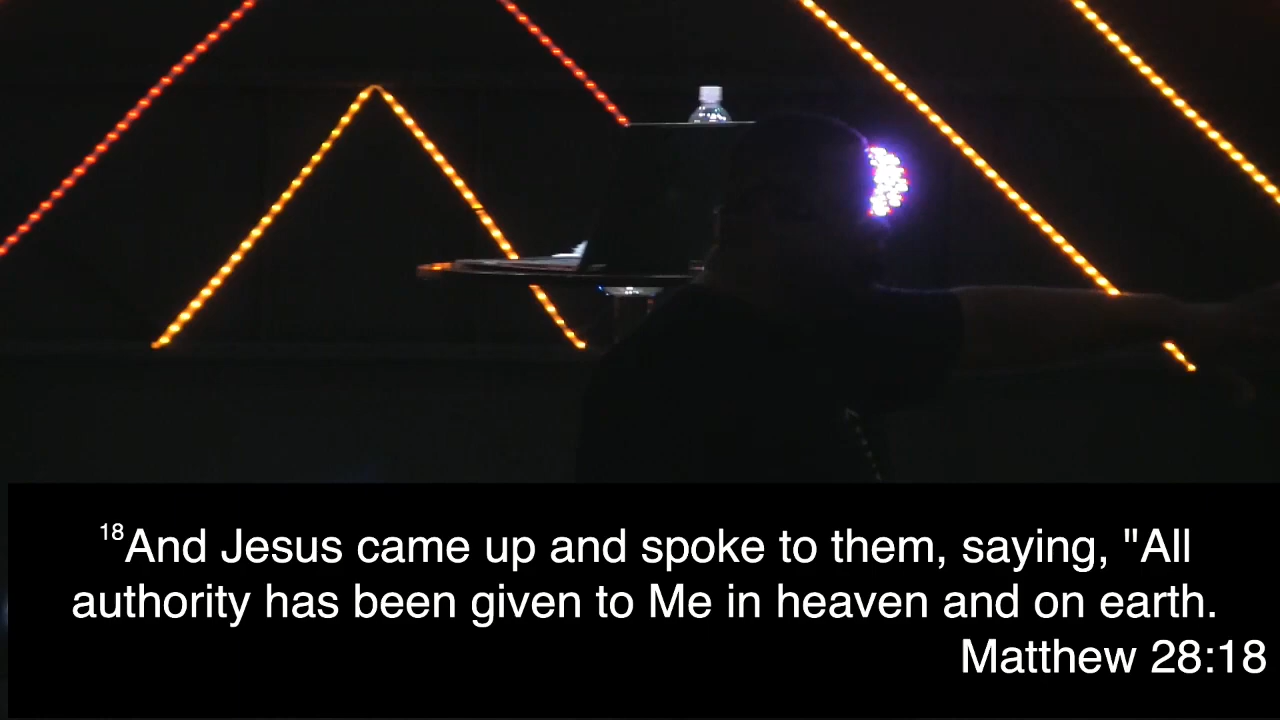 18And Jesus came up and spoke to them, saying, "All
authority has been given to Me in heaven and on earth.
Matthew 28:18